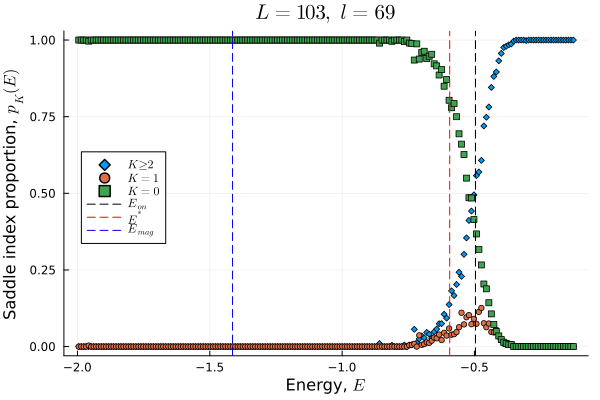 L = 103, l = 69
Saddle index proportion, p_K(E)
1.00
0.75
0.50
0.25
0.00
K≥2
K = 1
K = 0
E_on
E^*
E_mag
−2.0
−1.5
−1.0
−0.5
Energy, E